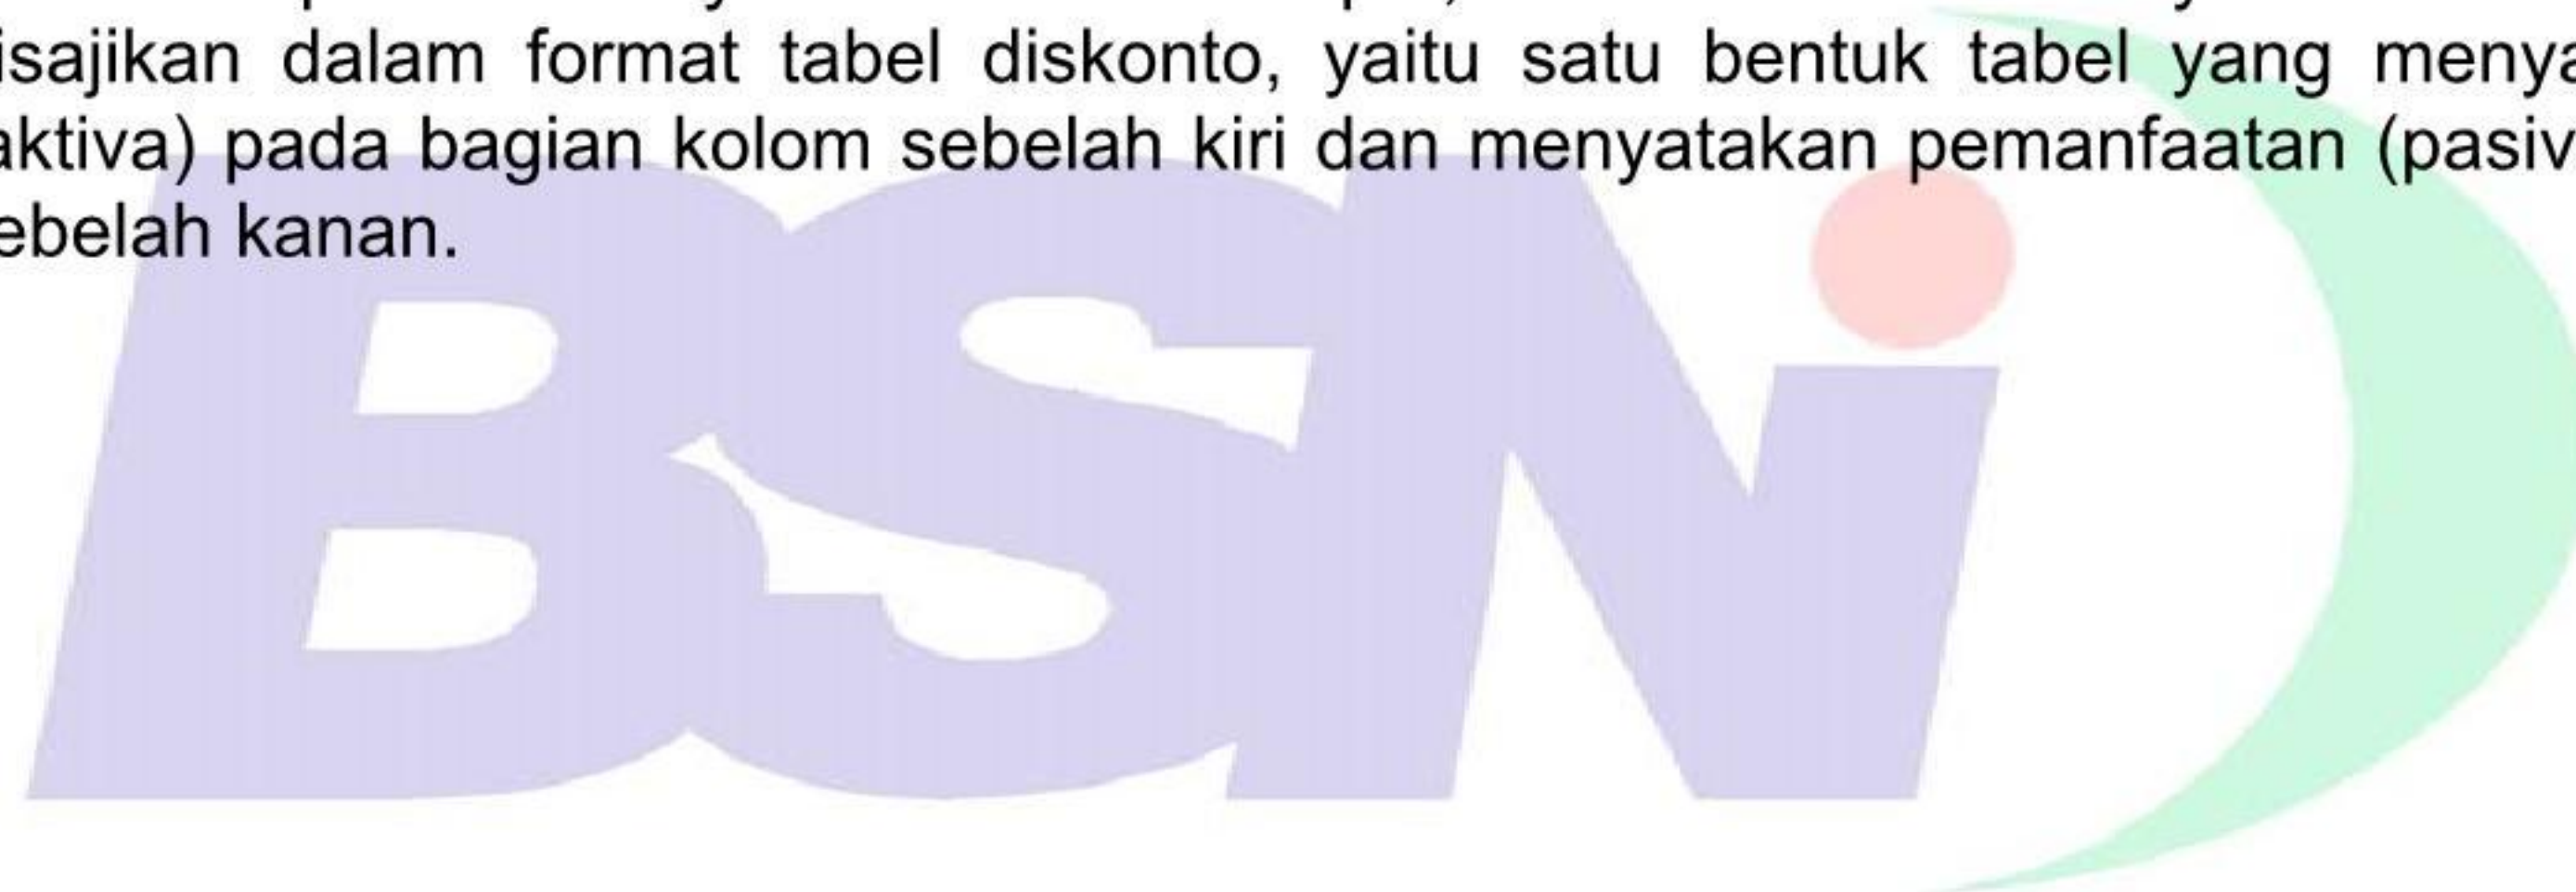 isajikan dalam format tabel diskonto, yaitu satu bentuk tabel yang menya
aktiva) pada bagian kolom sebelah kiri dan menyatakan pemanfaatan (pasiv
ebelah kanan.
BSN